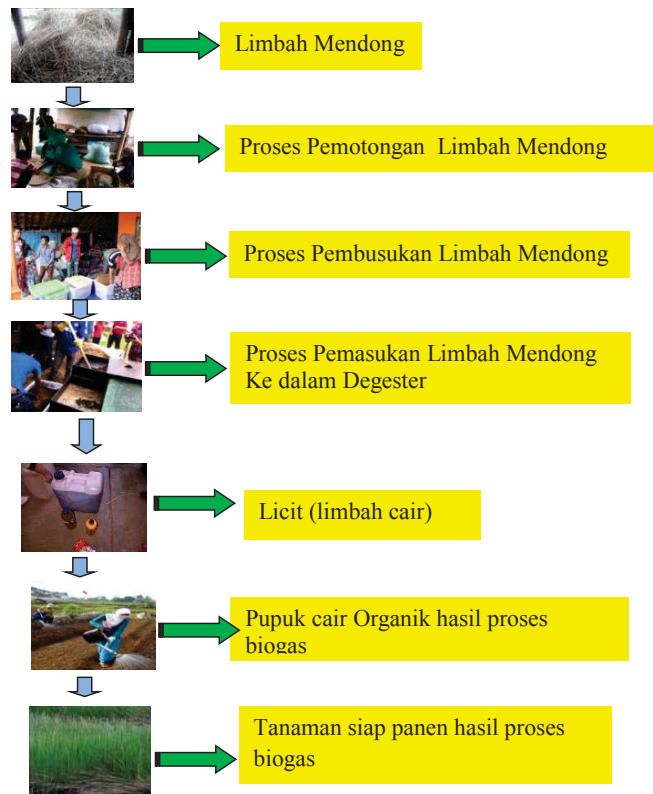 Limbah Mendong
Proses Pemotongan Limbah Mendong
Proses Pembusukan Limbah Mendong
Proses Pemasukan Limbah Mendong
Ke dalam Degester
Licit (limbah cair)
Pupuk cair Organik hasil proses
biogas
Tanaman siap panen hasil proses
biogas